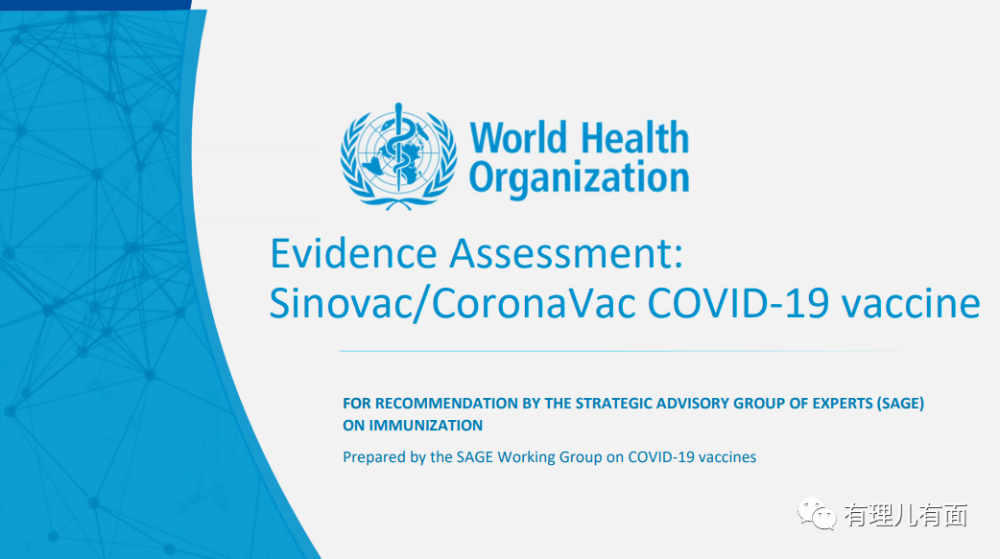 World Health
Organization
Evidence Assessment:
Sinovac/CoronaVac COVID-19 vaccine
FOR RECOMMENDATION BY THE STRATEGIC ADVISORY GROUP OF EXPERTS (SAGE)
ON IMMUNIZATION
Prepared by the SAGE Working Group on COVID-19 vaccines
有理儿有面